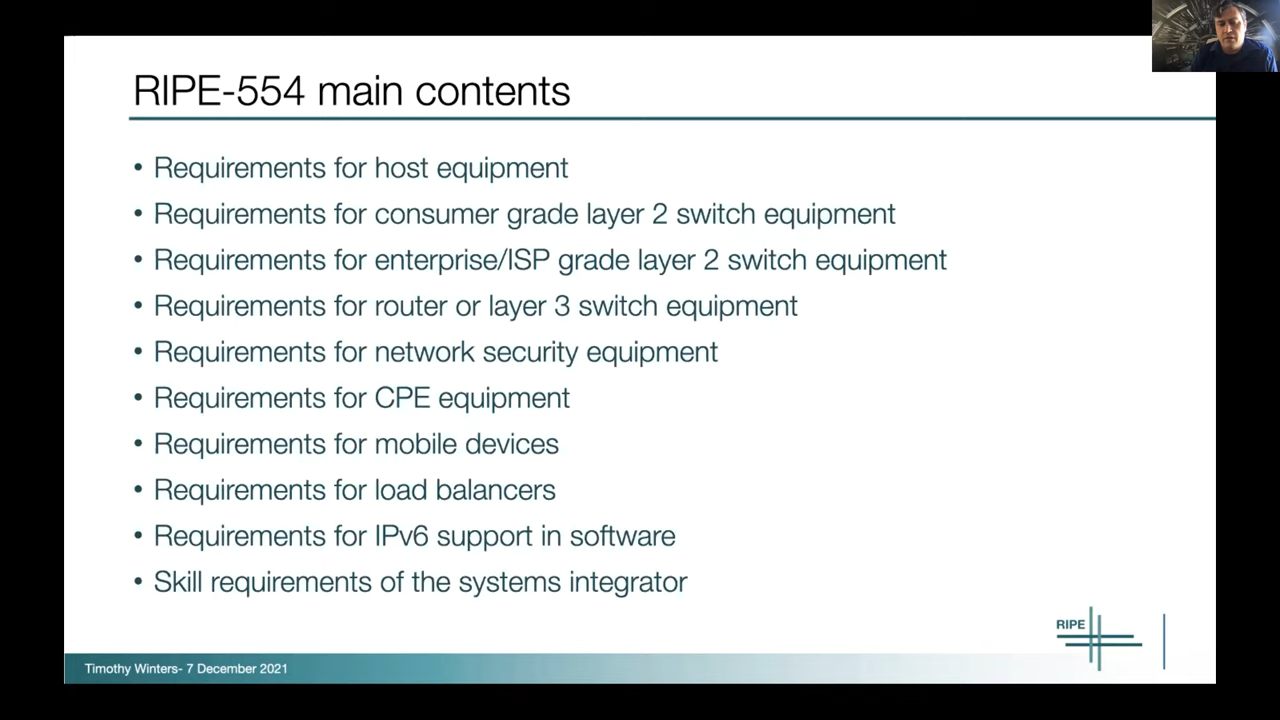 RIPE-554 main contents
• Requirements for host equipment
• Requirements for consumer grade layer 2 switch equipment
• Requirements for enterprise/ISP grade layer 2 switch equipment
• Requirements for router or layer 3 switch equipment
• Requirements for network security equipment
• Requirements for CPE equipment
• Requirements for mobile devices
• Requirements for load balancers
• Requirements for IPv6 support in software
• Skill requirements of the systems integrator
RIPE
Timothy Winters- 7 December 2021